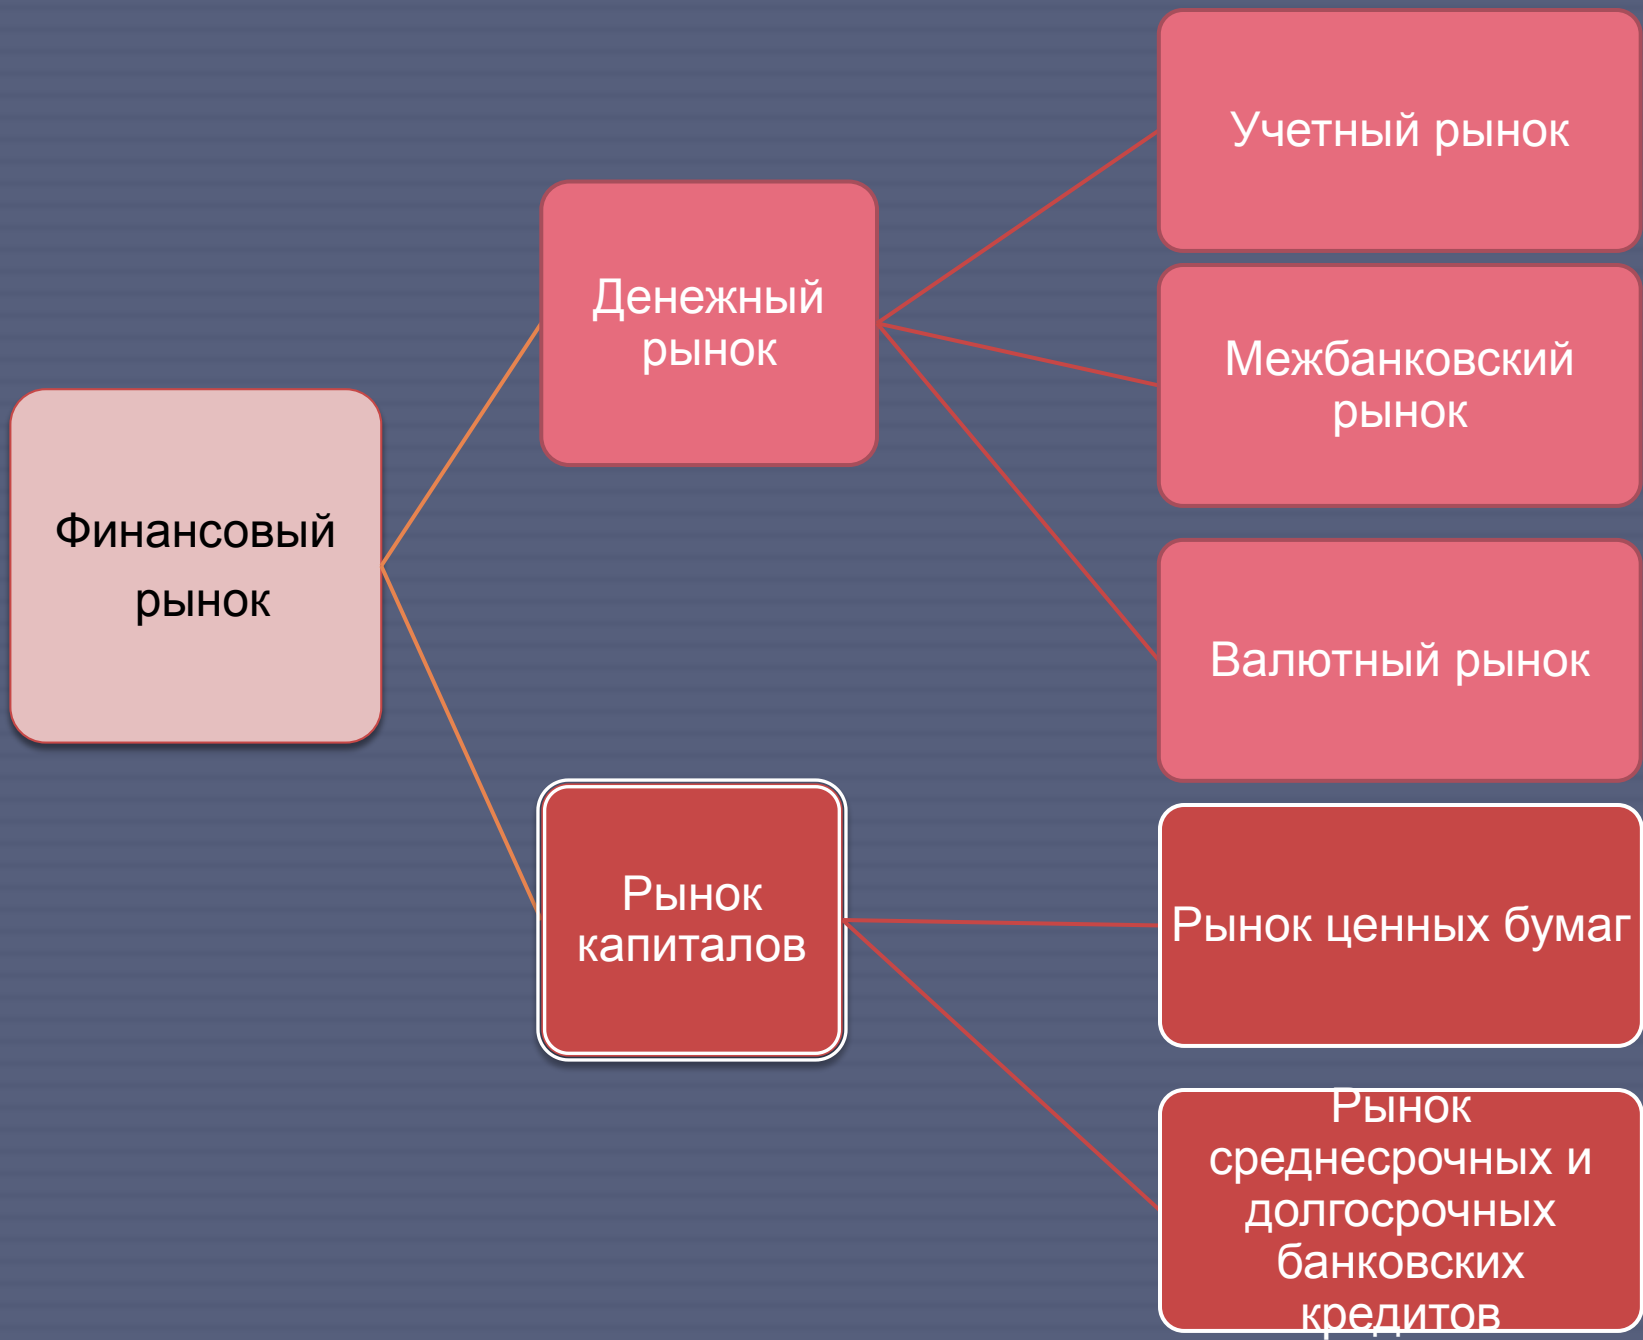 Финансовый
рынок
Денежный
рынок
Учетный рынок
Межбанковский
рынок
Валютный рынок
Рынок
капиталов
Рынок ценных бумаг
Рынок
среднесрочных и
долгосрочных
банковских
кредитов